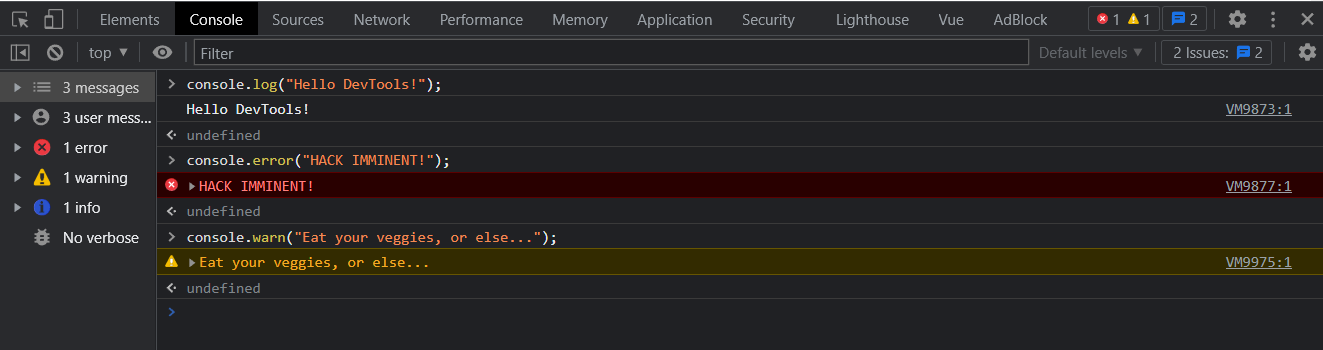 Elements Console Sources Network Performance Memory Application Security Lighthouse Vue AdBlock 1 1 2
top Filter Default levels 2 Issues: 2
3 messages
3 user mess...
1 error
1 warning
1 info
No verbose
console.log("Hello DevTools!");
Hello DevTools! VM9873:1
undefined
console.error("HACK IMMINENT!");
HACK IMMINENT! VM9877:1
undefined
console.warn("Eat your veggies, or else...");
Eat your veggies, or else... VM9975:1
undefined